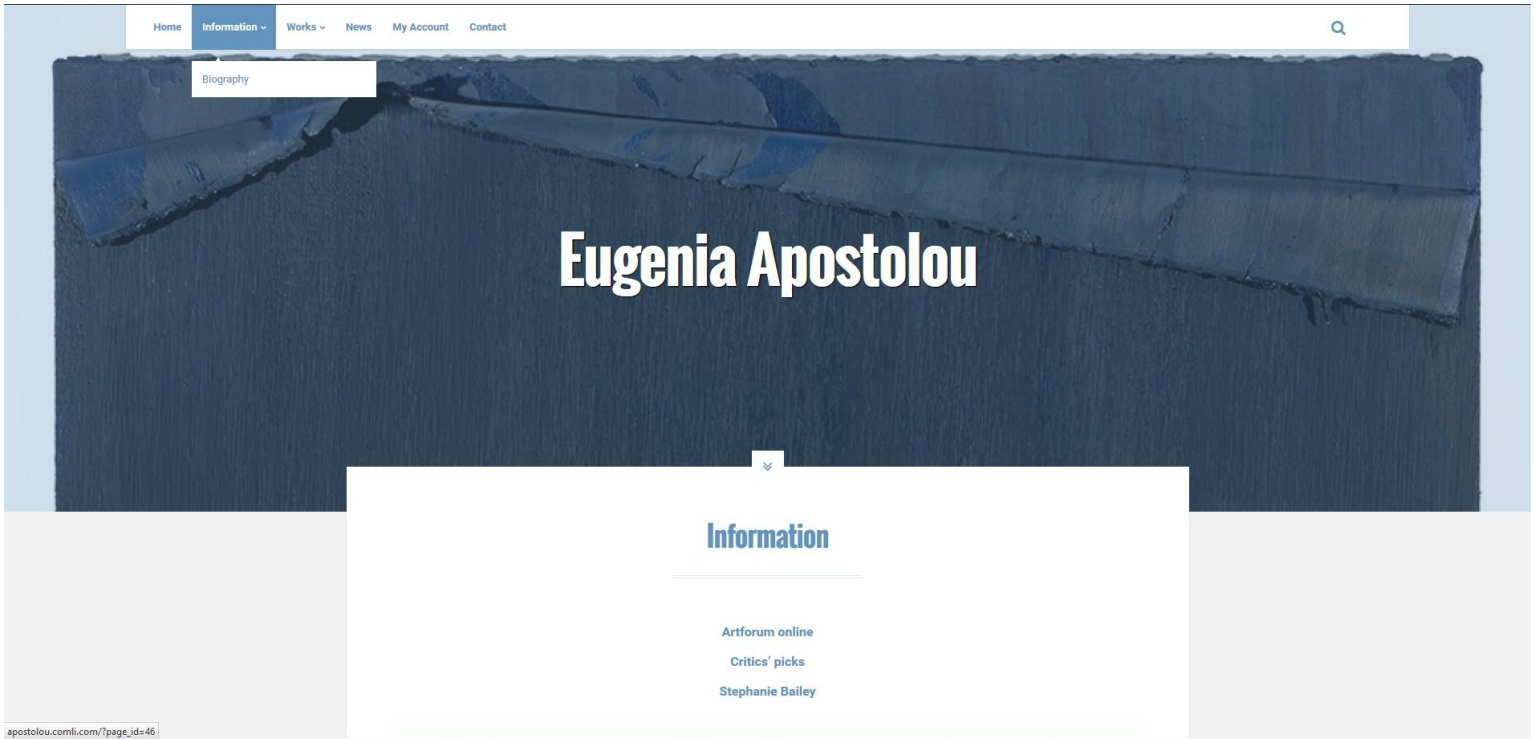 Home Information Works News My Account Contact
Biography
Eugenia Apostolou
Information
Artforum online
Critics' picks
Stephanie Bailey
apostolou.comli.com/?page_id=46